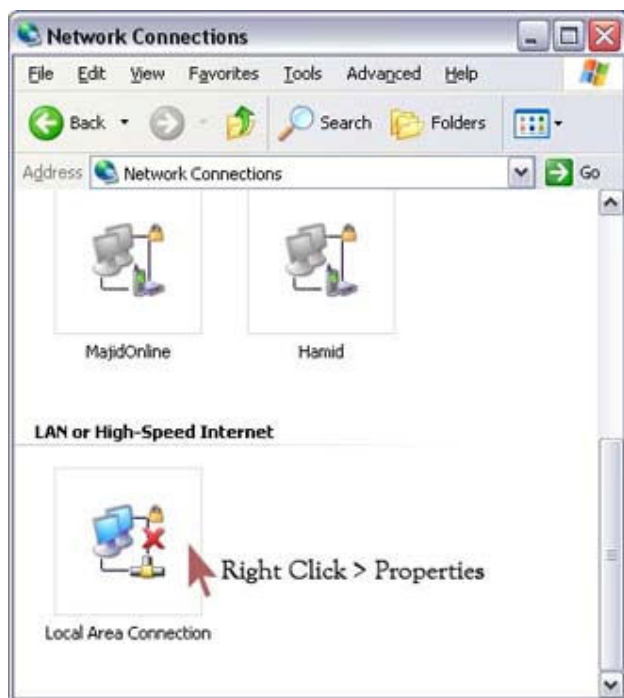 Network Connections
File Edit View Favorites Tools Advanced Help
Back Search Folders
Address Network Connections Go
MajidOnline Hamid
LAN or High-Speed Internet
Right Click > Properties
Local Area Connection